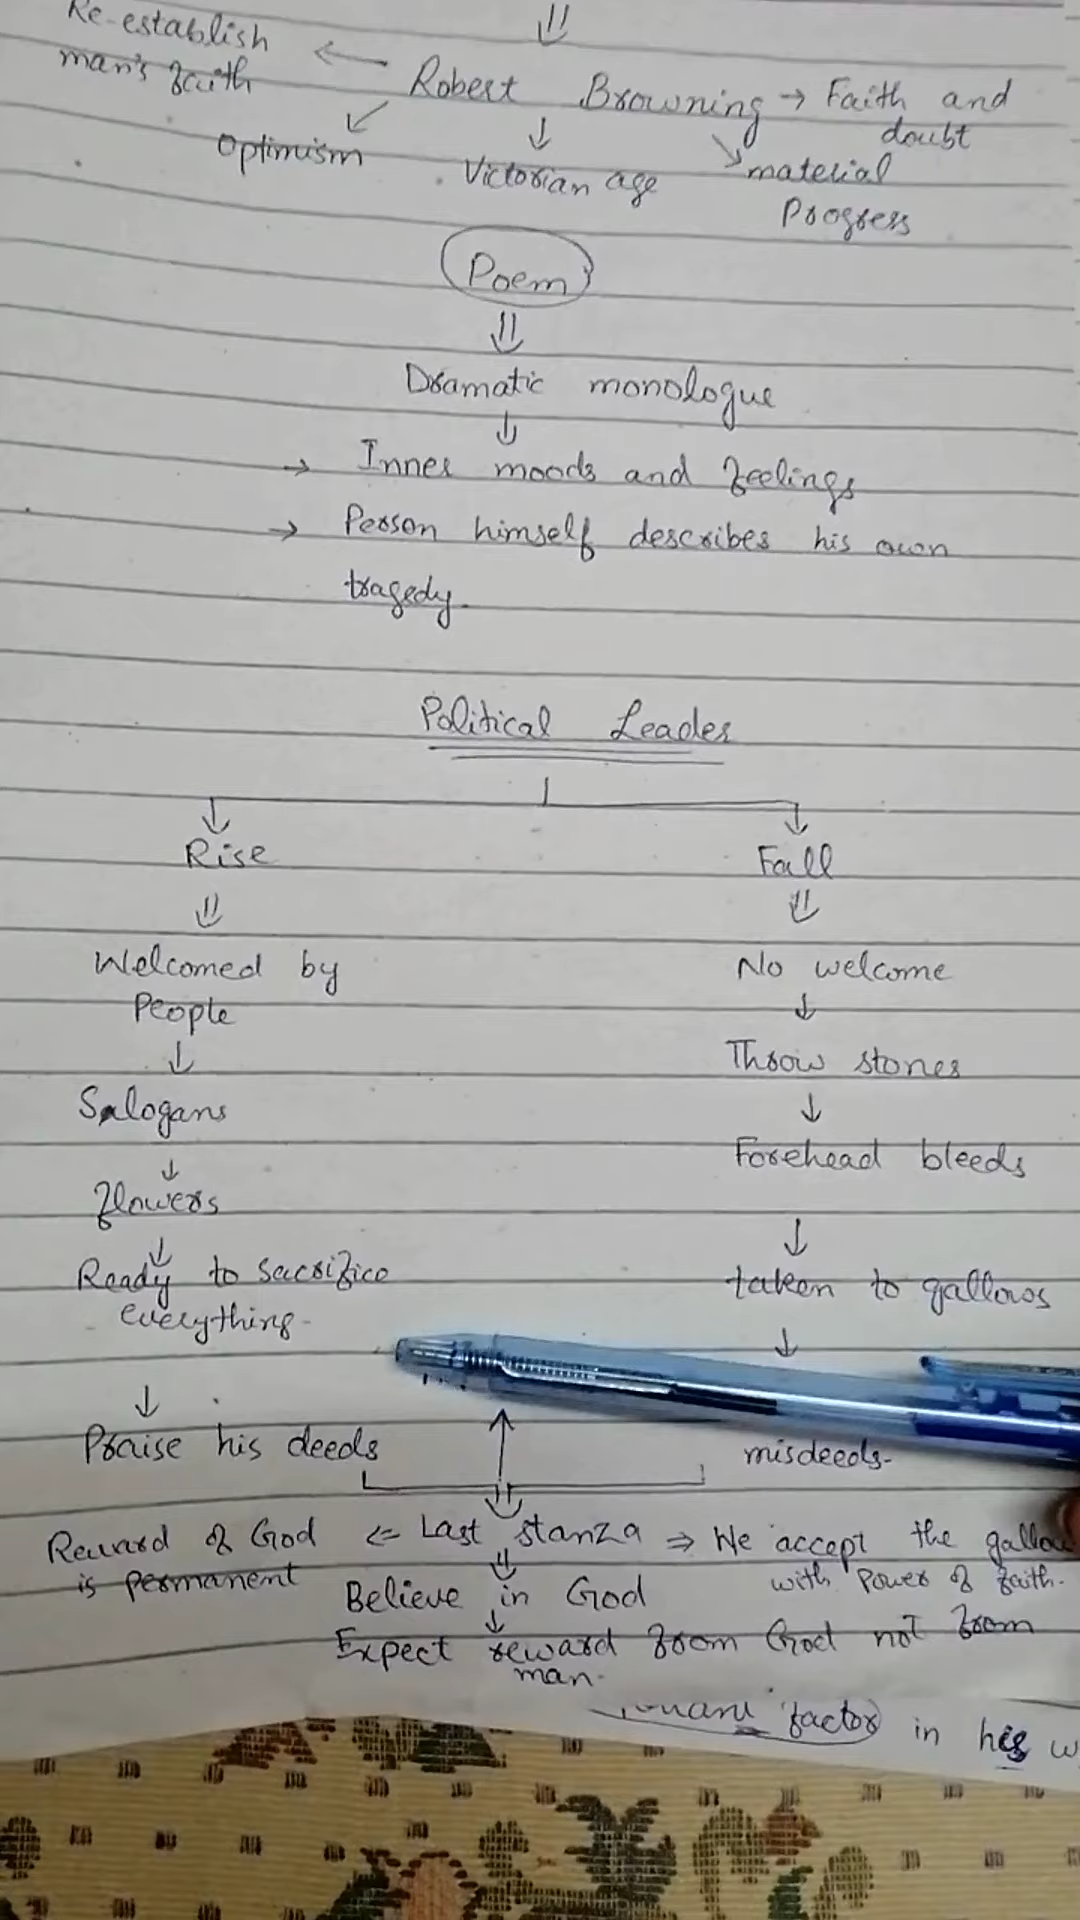 Re-establish
man's faith
Robert Browning → Faith and
doubt
Optimism
Victorian age
material
Progress
Poem
Dramatic monologue
→ Inner moods and feelings
→ Person himself describes his own
tragedy.
Political Leader
Rise Fall
Welcomed by No welcome
People
Throw stones
Slogans
Forehead bleeds
flowers
Ready to sacrifice taken to gallows
everything.
Praise his deeds misdeeds.
Reward of God ⇐ Last stanza ⇒ We accept the
is permanent with Power of faith.
Believe in God
Expect reward from God not from
man.
factor in his